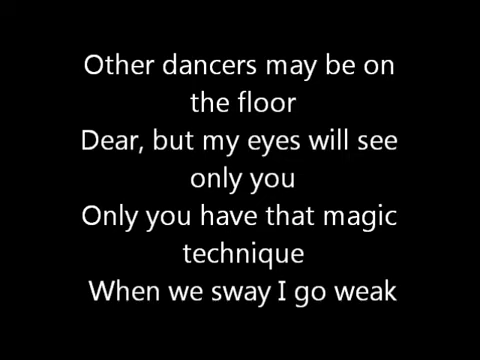 Other dancers may be on
the floor
Dear, but my eyes will see
only you
Only you have that magic
technique
When we sway I go weak